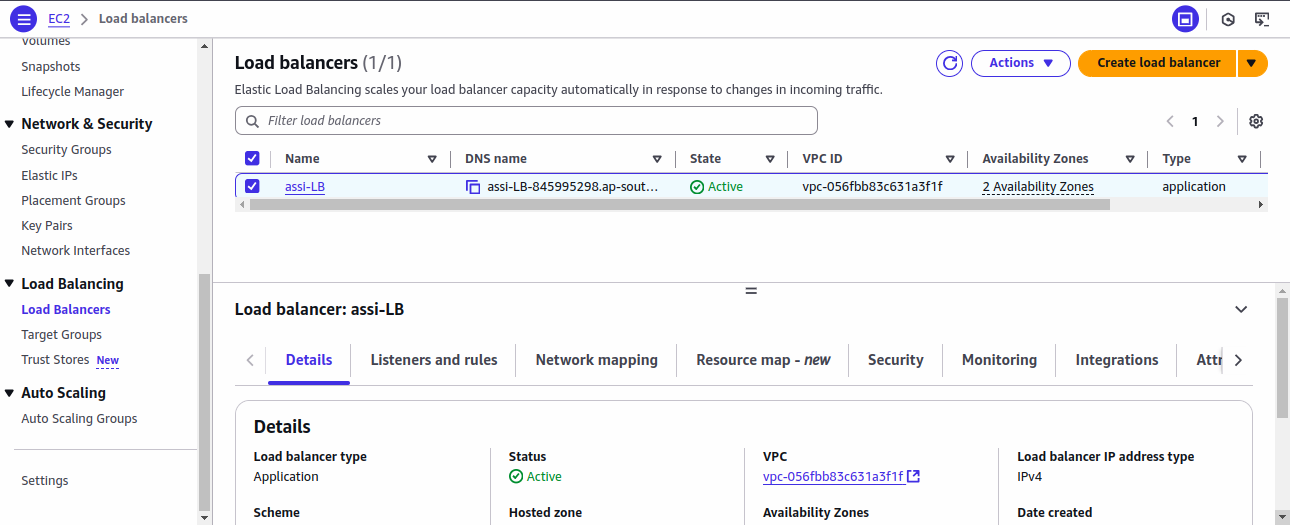 EC2 > Load balancers
Volumes
Snapshots
Lifecycle Manager
Network & Security
Security Groups
Elastic IPs
Placement Groups
Key Pairs
Network Interfaces
Load Balancing
Load Balancers
Target Groups
Trust Stores New
Auto Scaling
Auto Scaling Groups
Settings
Load balancers (1/1)
Actions
Create load balancer
Elastic Load Balancing scales your load balancer capacity automatically in response to changes in incoming traffic.
Filter load balancers
1
Name DNS name State VPC ID Availability Zones Type
assi-LB assi-LB-845995298.ap-sout... Active vpc-056fbb83c631a3f1f 2 Availability Zones application
Load balancer: assi-LB
Details Listeners and rules Network mapping Resource map - new Security Monitoring Integrations Attr
Details
Load balancer type Status VPC Load balancer IP address type
Application Active vpc-056fbb83c631a3f1f IPv4
Scheme Hosted zone Availability Zones Date created